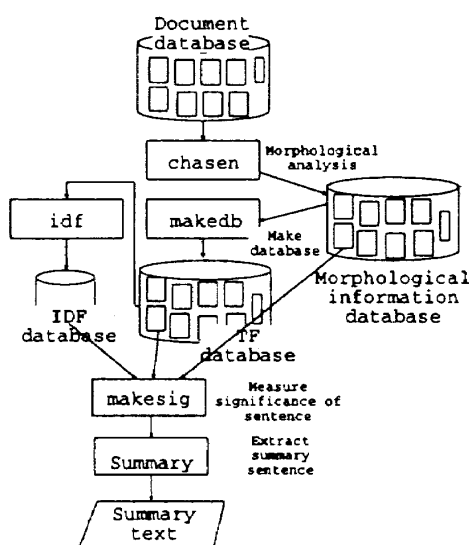 Document
database
chasen
Morphological
analysis
idf
makedb
Make
database
Morphological
information
database
IDF
database
TF
database
makesig
Measure
significance of
sentence
Summary
Extract
summary
sentence
Summary
text